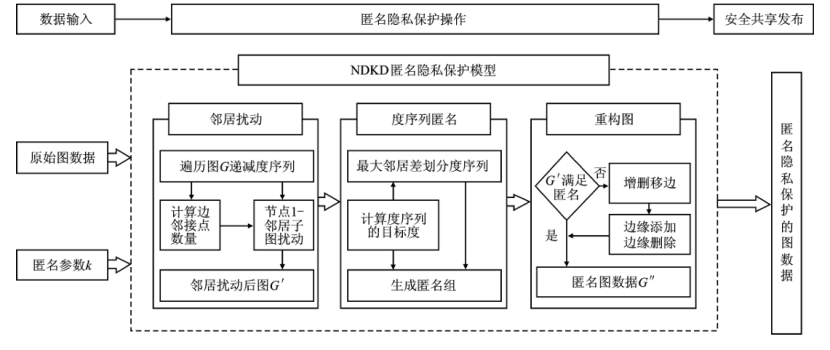 数据输入
匿名隐私保护操作
安全共享发布
NDKD匿名隐私保护模型
邻居扰动
度序列匿名
重构图
原始图数据
匿名参数k
遍历图G递减度序列
计算边
邻接点
数量
节点1-
邻居子
图扰动
邻居扰动后图G′
最大邻居差划分度序列
计算度序列
的目标度
生成匿名组
G′满足
匿名
否
是
增删移边
边缘添加
边缘删除
匿名图数据G″
匿名隐私保护的图数据